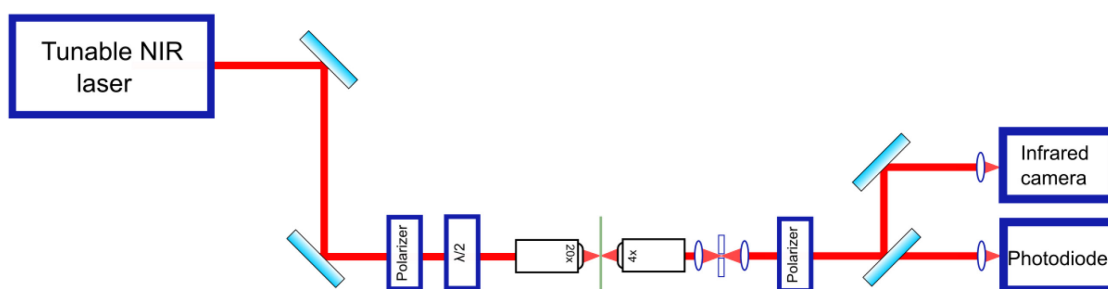 Tunable NIR
laser
Polarizer
λ/2
20x
4x
Polarizer
Infrared
camera
Photodiode